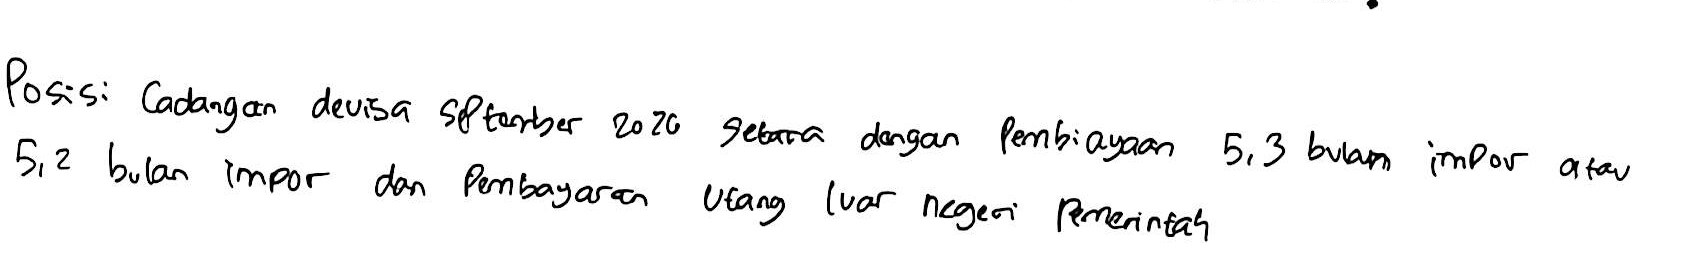 Posisi cadangan devisa september 2020 setara dengan pembiayaan 5,3 bulan impor atau
5,2 bulan impor dan pembayaran utang luar negeri pemerintah